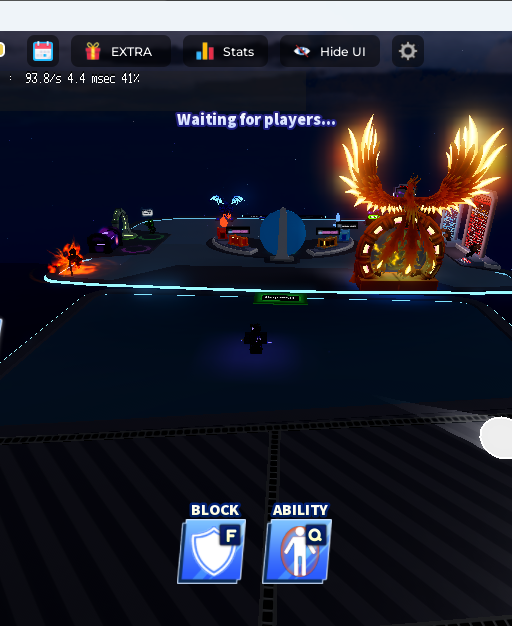 EXTRA
Stats
Hide UI
: 93.8/s 4.4 msec 41%
Waiting for players...
BLOCK
ABILITY
F
Q